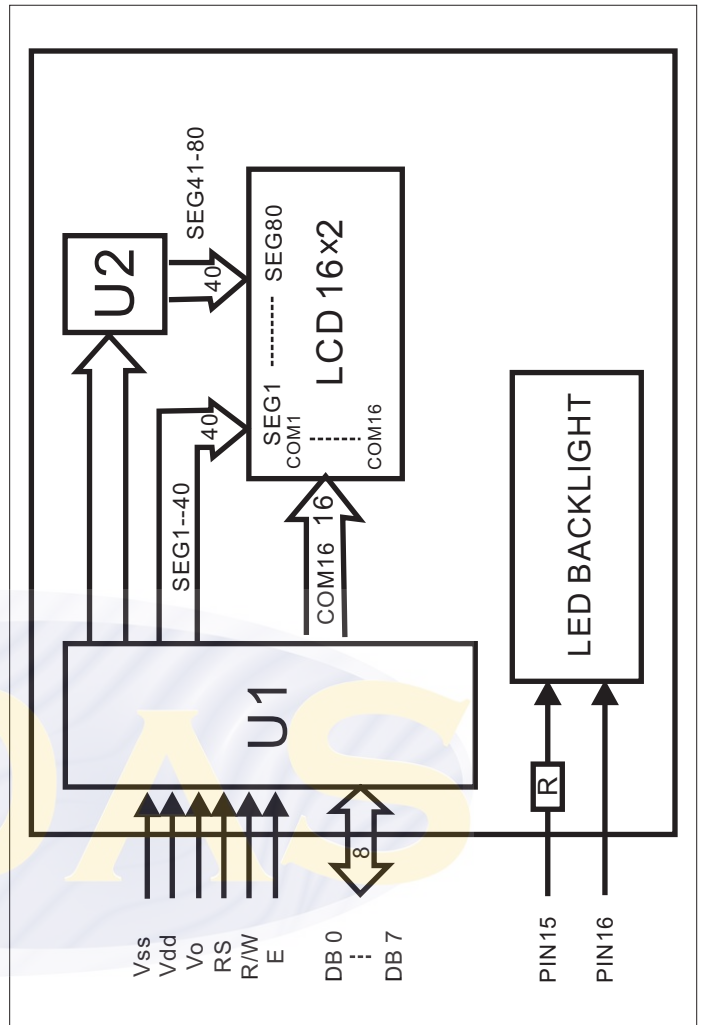 Vss
Vdd
Vo
RS
R/W
E
DB 0
DB 7
8
U1
SEG1--40
40
COM16
16
U2
SEG41-80
40
SEG1 --------- SEG80
COM1
COM16
LCD 16×2
PIN15
PIN16
R
LED BACKLIGHT
DAS